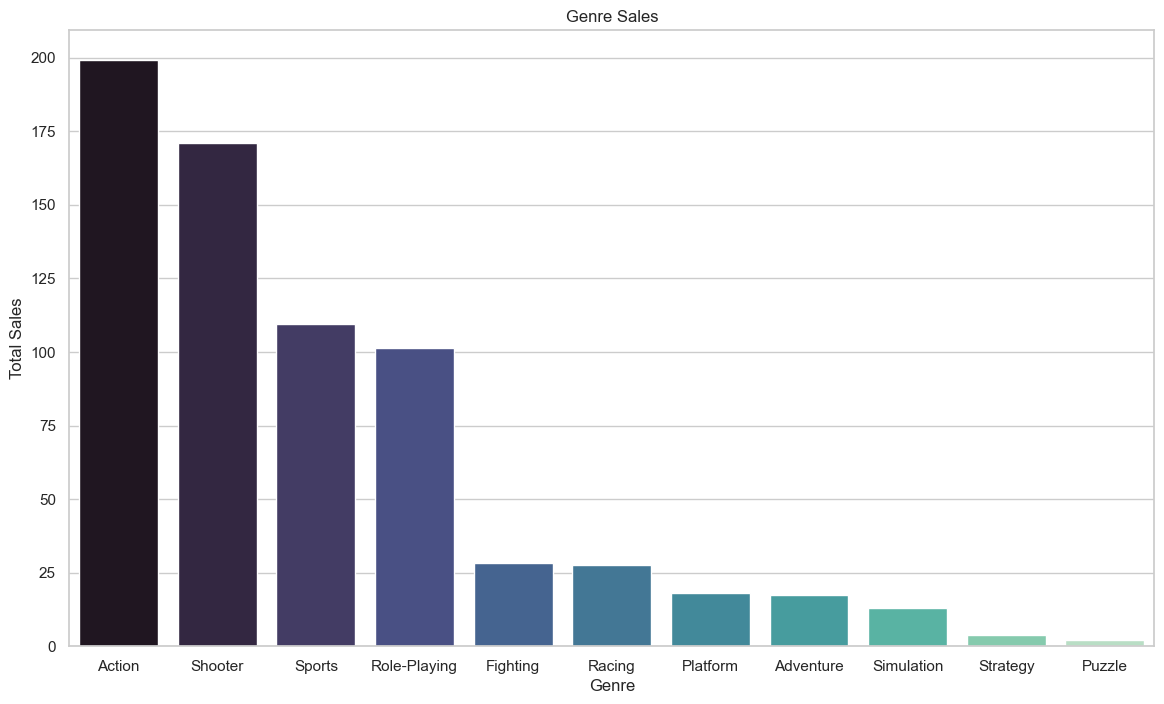 Genre Sales
Total Sales
200
175
150
125
100
75
50
25
0
Action Shooter Sports Role-Playing Fighting Racing Platform Adventure Simulation Strategy Puzzle
Genre